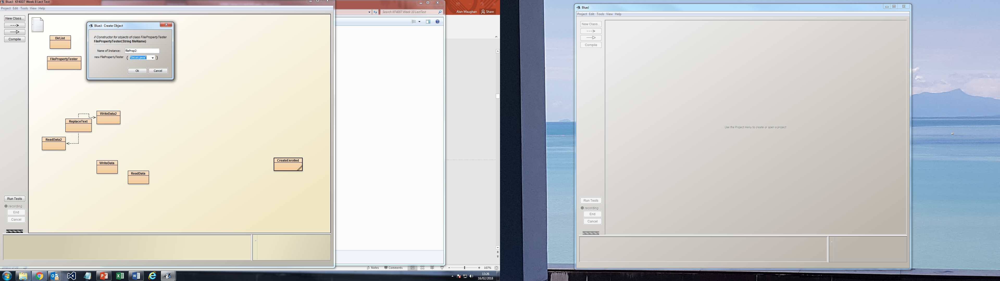 BlueJ: KF4007 Week 8 Lect Test
Project Edit Tools View Help
New Class...
Compile
DirList
FilePropertyTester
BlueJ: Create Object
// Constructor for objects of class FilePropertyTester
FilePropertyTester(String fileName)
Name of Instance: fileProp2
new FilePropertyTester ( "DirList.java" )
Ok Cancel
WriteData2
ReplaceText
ReadData2
WriteData
ReadData
CreateEnrolled
Run Tests
recording
End
Cancel
Search KF4007 Week 10 LectTest
Alan Maughan Share
Notes Comments 107%
13:26
16/02/2018
BlueJ
Project Edit Tools View Help
New Class...
Compile
Use the Project menu to create or open a project
Run Tests
recording
End
Cancel